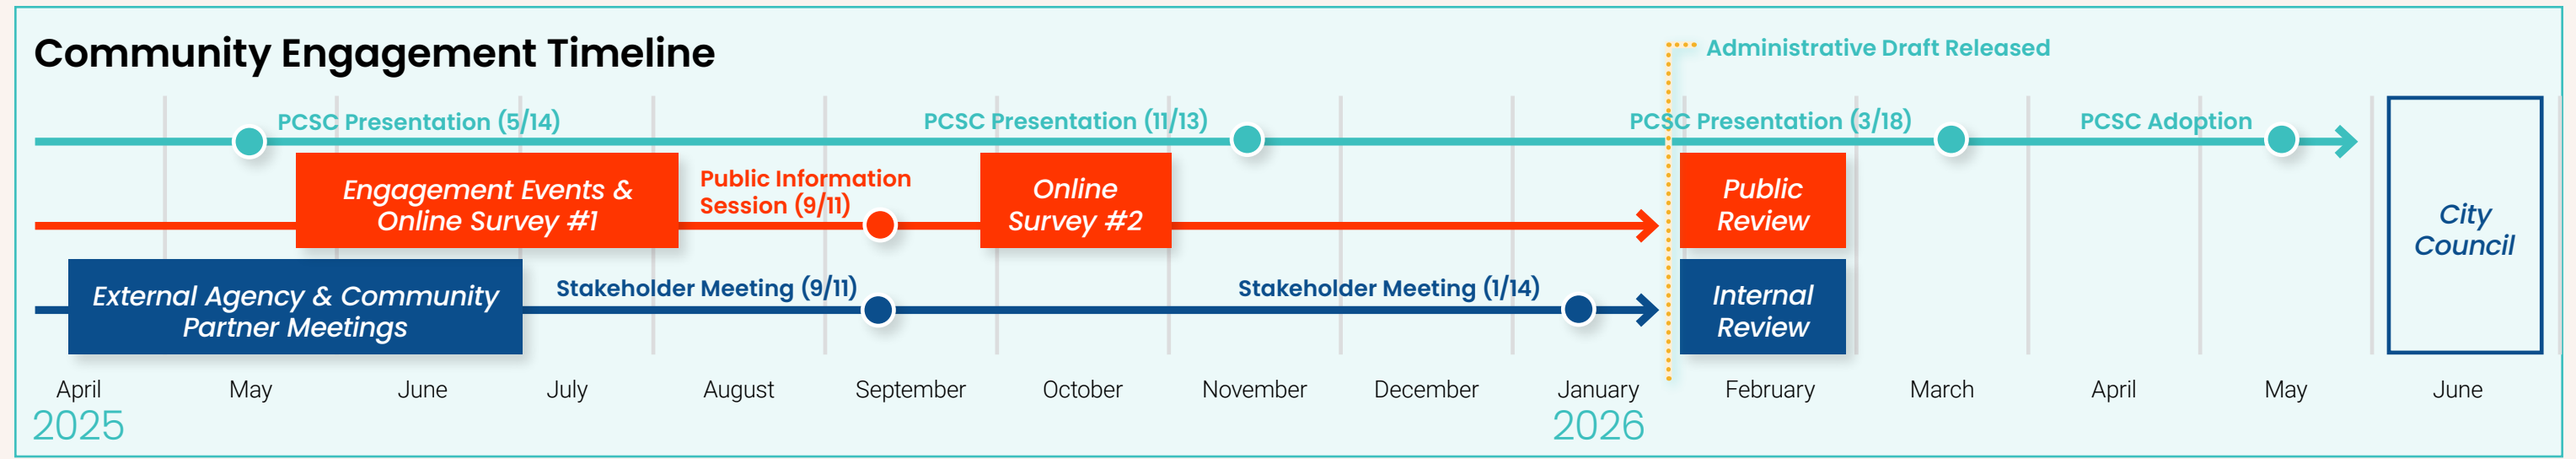 Community Engagement Timeline
Administrative Draft Released
PCSC Presentation (5/14)
PCSC Presentation (11/13)
PCSC Presentation (3/18)
PCSC Adoption
Engagement Events &
Online Survey #1
Public Information
Session (9/11)
Online
Survey #2
Public
Review
City
Council
External Agency & Community
Partner Meetings
Stakeholder Meeting (9/11)
Stakeholder Meeting (1/14)
Internal
Review
April
May
June
July
August
September
October
November
December
January
February
March
April
May
June
2025
2026